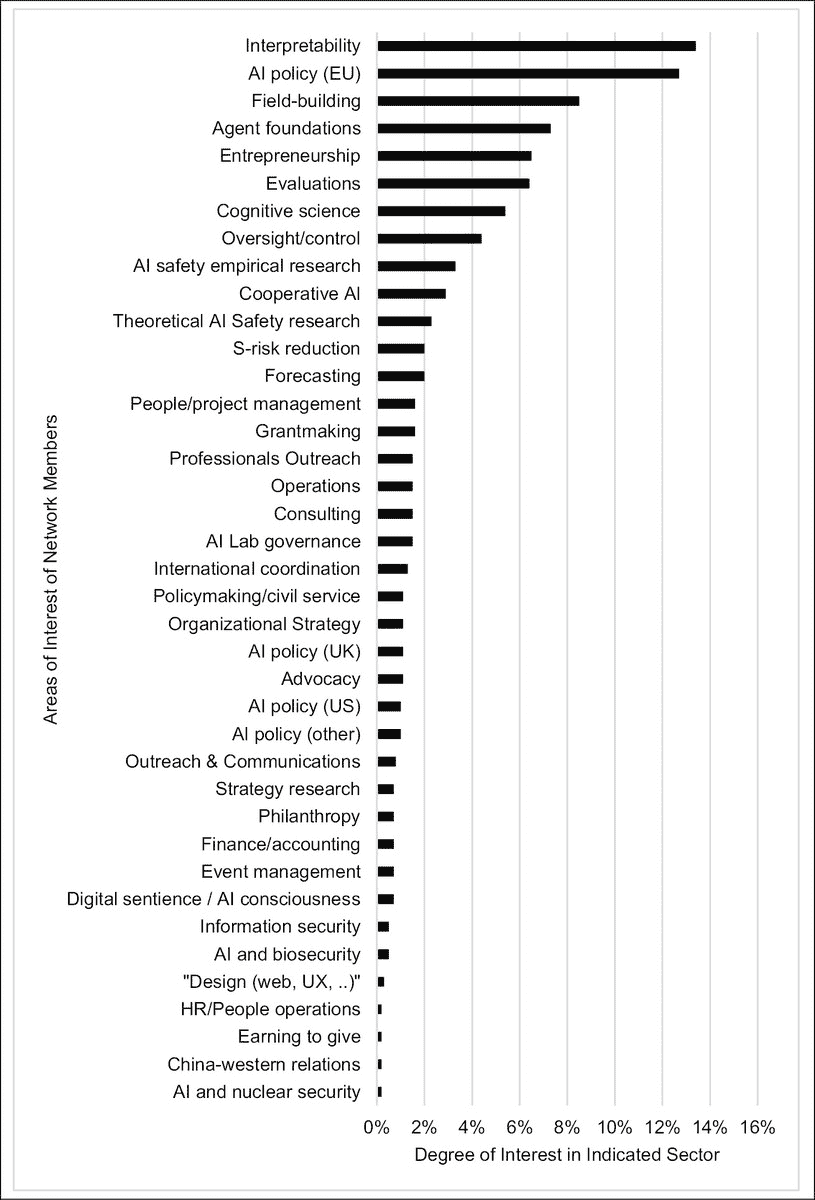 Interpretability
AI policy (EU)
Field-building
Agent foundations
Entrepreneurship
Evaluations
Cognitive science
Oversight/control
AI safety empirical research
Cooperative AI
Theoretical AI Safety research
S-risk reduction
Forecasting
People/project management
Grantmaking
Professionals Outreach
Operations
Consulting
AI Lab governance
International coordination
Policymaking/civil service
Organizational Strategy
AI policy (UK)
Advocacy
AI policy (US)
AI policy (other)
Outreach & Communications
Strategy research
Philanthropy
Finance/accounting
Event management
Digital sentience / AI consciousness
Information security
AI and biosecurity
"Design (web, UX, ..)"
HR/People operations
Earning to give
China-western relations
AI and nuclear security
Areas of Interest of Network Members
0% 2% 4% 6% 8% 10% 12% 14% 16%
Degree of Interest in Indicated Sector